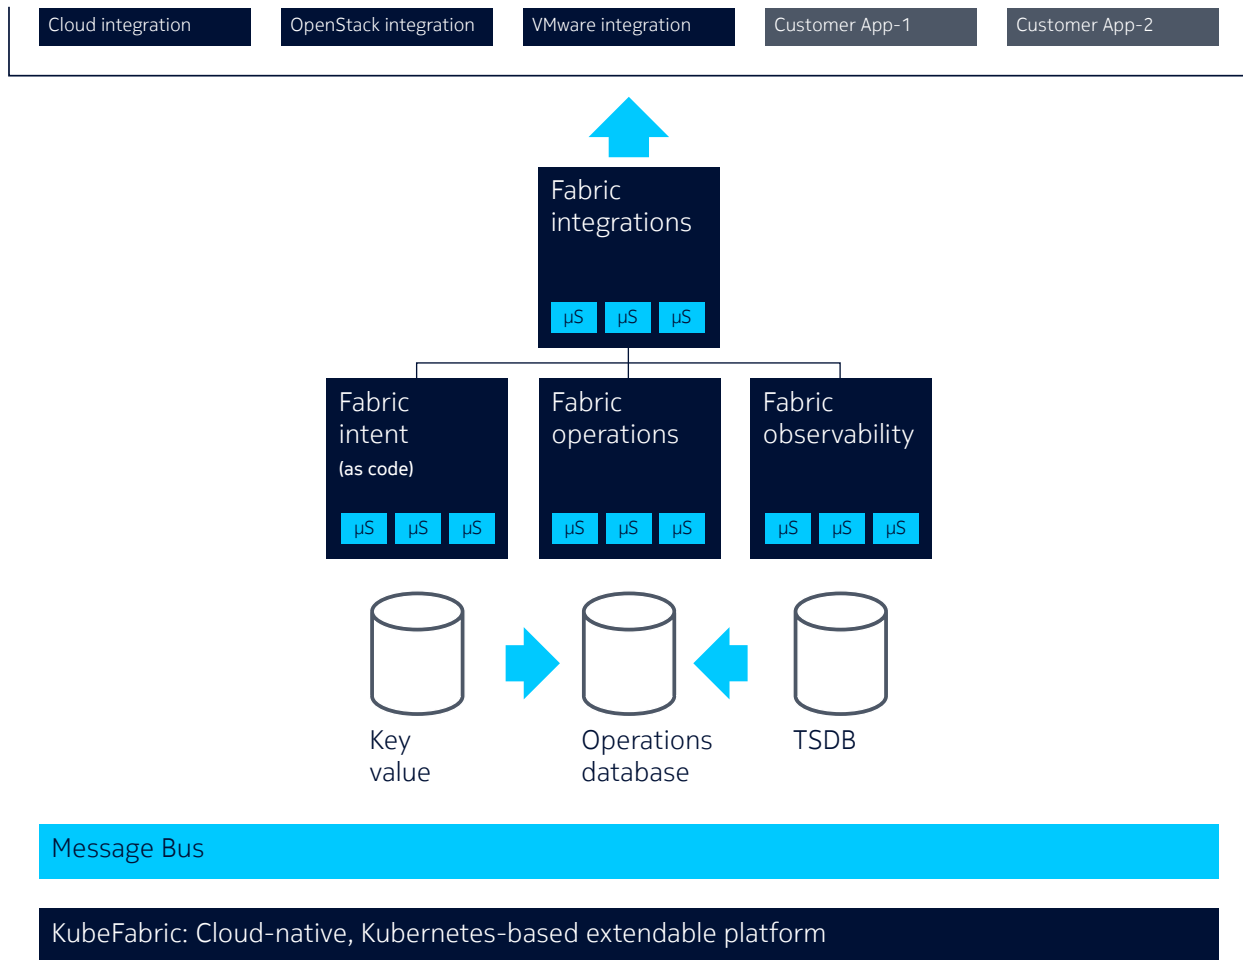 Cloud integration
OpenStack integration
VMware integration
Customer App-1
Customer App-2
Fabric
integrations
µS
µS
µS
Fabric
intent
(as code)
µS
µS
µS
Fabric
operations
µS
µS
µS
Fabric
observability
µS
µS
µS
Key
value
Operations
database
TSDB
Message Bus
KubeFabric: Cloud-native, Kubernetes-based extendable platform